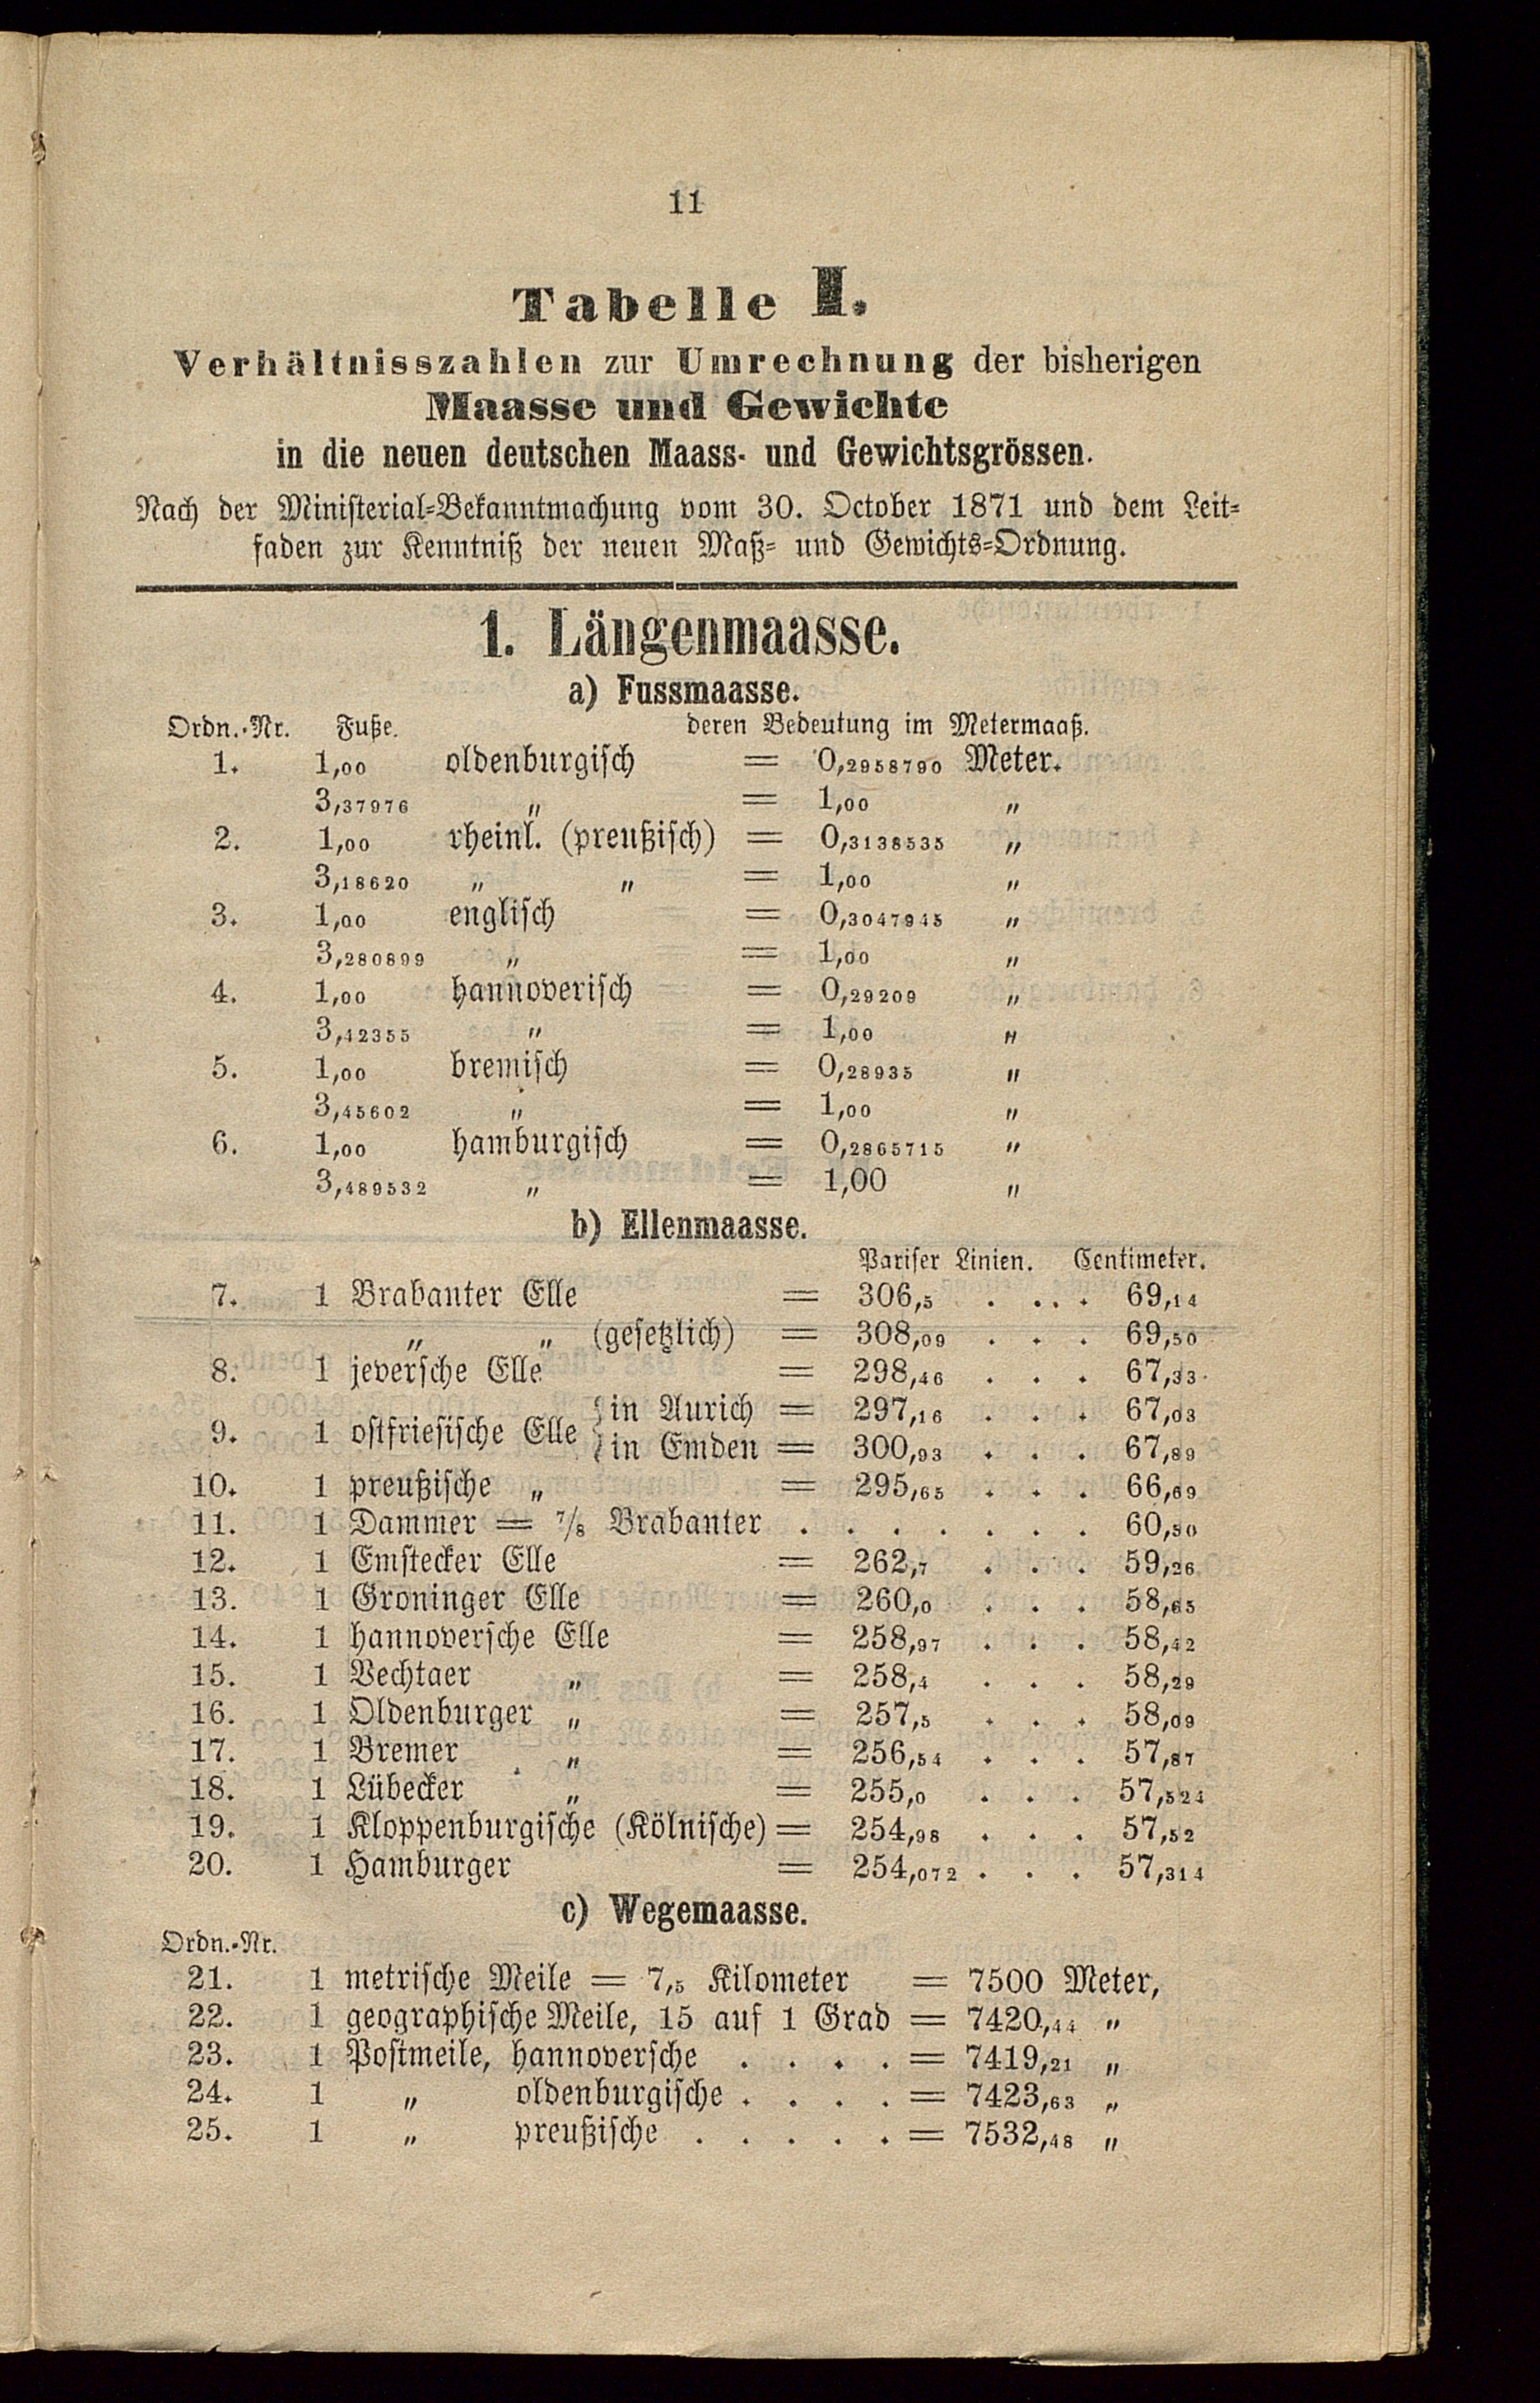 11
Tabelle I.
Verhältnisszahlen zur Umrechnung der bisherigen
Maasse und Gewichte
in die neuen deutschen Maass- und Gewichtsgrössen.
Nach der Ministerial-Bekanntmachung vom 30. October 1871 und dem Leit-
faden zur Kenntniß der neuen Maß- und Gewichts-Ordnung.
1. Längenmaasse.
a) Fussmaasse.
Ordn.-Nr. Fuße. deren Bedeutung im Metermaaß.
1. 1,00 oldenburgisch = 0,2958790 Meter.
3,37976 „ = 1,00 „
2. 1,00 rheinl. (preußisch) = 0,3138535 „
3,18620 „ „ = 1,00 „
3. 1,00 englisch = 0,3047945 „
3,280899 „ = 1,00 „
4. 1,00 hannoverisch = 0,29209 „
3,42355 „ = 1,00 „
5. 1,00 bremisch = 0,28935 „
3,45602 „ = 1,00 „
6. 1,00 hamburgisch = 0,2865715 „
3,489532 „ = 1,00 „
b) Ellenmaasse.
Pariser Linien. Centimeter.
7. 1 Brabanter Elle = 306,5 . . . . 69,14
„ „ (gesetzlich) = 308,09 . . . 69,50
8. 1 jeversche Elle = 298,46 . . . 67,33
in Aurich = 297,16 . . . 67,03
9. 1 ostfriesische Elle
in Emden = 300,93 . . . 67,89
10. 1 preußische „ = 295,65 . . . 66,69
11. 1 Dammer = 7/8 Brabanter . . . . . . . 60,50
12. 1 Emstecker Elle = 262,7 . . . 59,26
13. 1 Groninger Elle = 260,0 . . . 58,65
14. 1 hannoversche Elle = 258,97 . . . 58,42
15. 1 Vechtaer „ = 258,4 . . . 58,29
16. 1 Oldenburger „ = 257,5 . . . 58,09
17. 1 Bremer „ = 256,54 . . . 57,87
18. 1 Lübecker „ = 255,0 . . . 57,524
19. 1 Kloppenburgische (Kölnische) = 254,98 . . . 57,52
20. 1 Hamburger = 254,072 . . . 57,314
c) Wegemaasse.
Ordn.-Nr.
21. 1 metrische Meile = 7,5 Kilometer = 7500 Meter,
22. 1 geographische Meile, 15 auf 1 Grad = 7420,44 „
23. 1 Postmeile, hannoversche . . . . = 7419,21 „
24. 1 „ oldenburgische . . . . = 7423,63 „
25. 1 „ preußische . . . . . = 7532,48 „